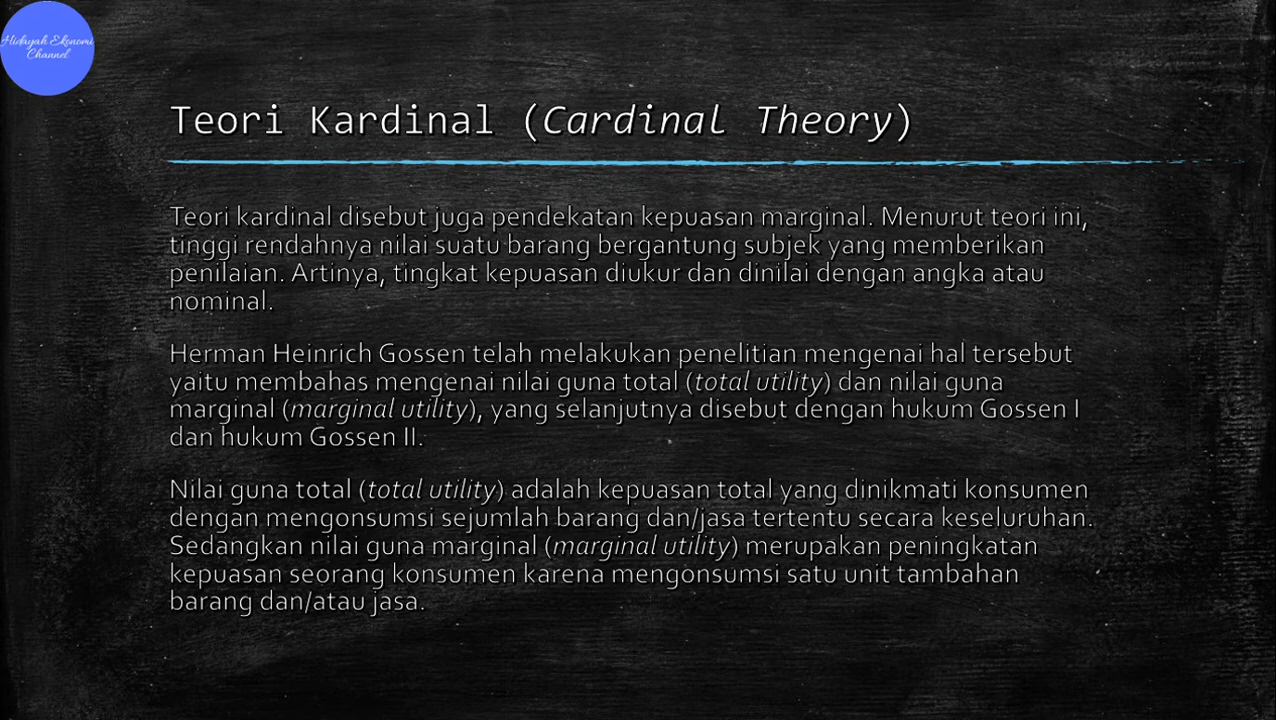 Hidayah Ekonomi
Channel
Teori Kardinal (Cardinal Theory)
Teori kardinal disebut juga pendekatan kepuasan marginal. Menurut teori ini,
tinggi rendahnya nilai suatu barang bergantung subjek yang memberikan
penilaian. Artinya, tingkat kepuasan diukur dan dinilai dengan angka atau
nominal.
Herman Heinrich Gossen telah melakukan penelitian mengenai hal tersebut
yaitu membahas mengenai nilai guna total (total utility) dan nilai guna
marginal (marginal utility), yang selanjutnya disebut dengan hukum Gossen I
dan hukum Gossen II.
Nilai guna total (total utility) adalah kepuasan total yang dinikmati konsumen
dengan mengonsumsi sejumlah barang dan/jasa tertentu secara keseluruhan.
Sedangkan nilai guna marginal (marginal utility) merupakan peningkatan
kepuasan seorang konsumen karena mengonsumsi satu unit tambahan
barang dan/atau jasa.